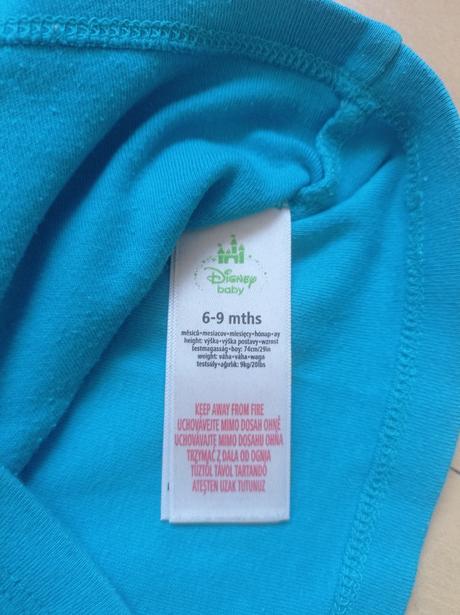 Disney
baby
6-9 mths
měsíců•mesiacov•miesięcy•hónap•ay
height: výška•výška postavy•wzrost
testmagasság•boy: 74cm/29in
weight: váha•váha•waga
testsúly•ağırlık: 9kg/20lbs
KEEP AWAY FROM FIRE
UCHOVÁVEJTE MIMO DOSAH OHNĚ
UCHOVÁVAJTE MIMO DOSAHU OHŇA
TRZYMAĆ Z DALA OD OGNIA
TŰZTŐL TÁVOL TARTANDÓ
ATEŞTEN UZAK TUTUNUZ